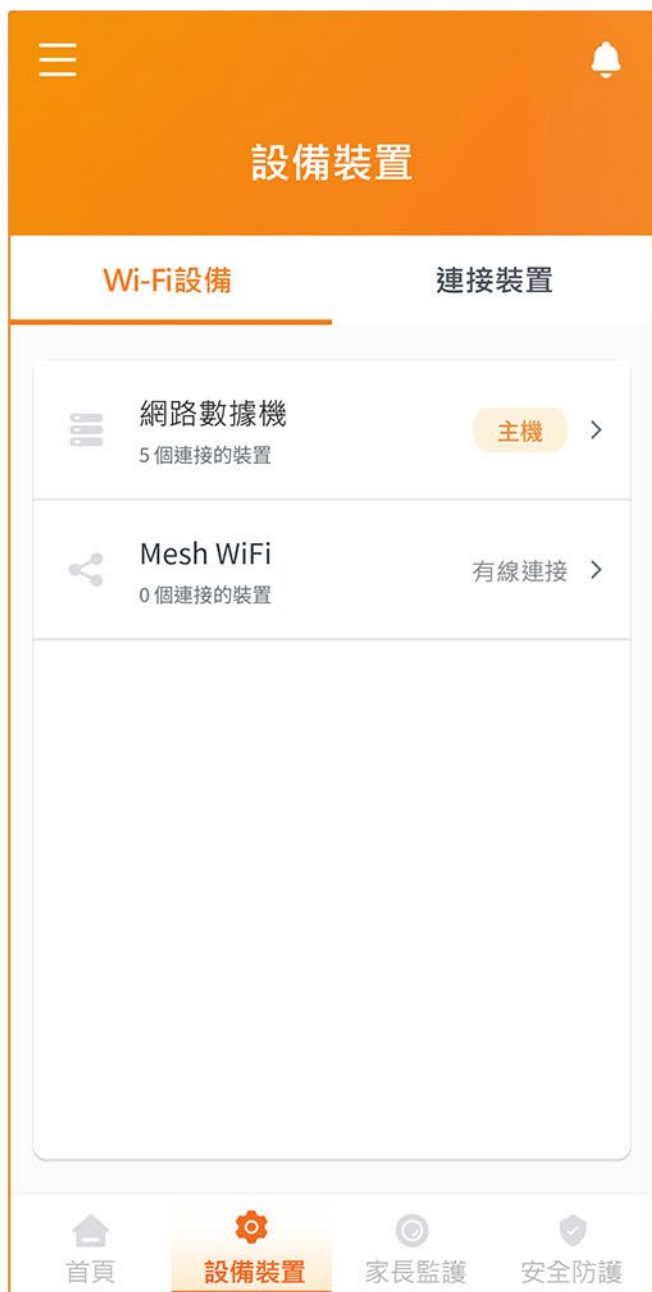 設備裝置
Wi-Fi設備
連接裝置
網路數據機
5 個連接的裝置
主機
Mesh WiFi
0 個連接的裝置
有線連接
首頁
設備裝置
家長監護
安全防護